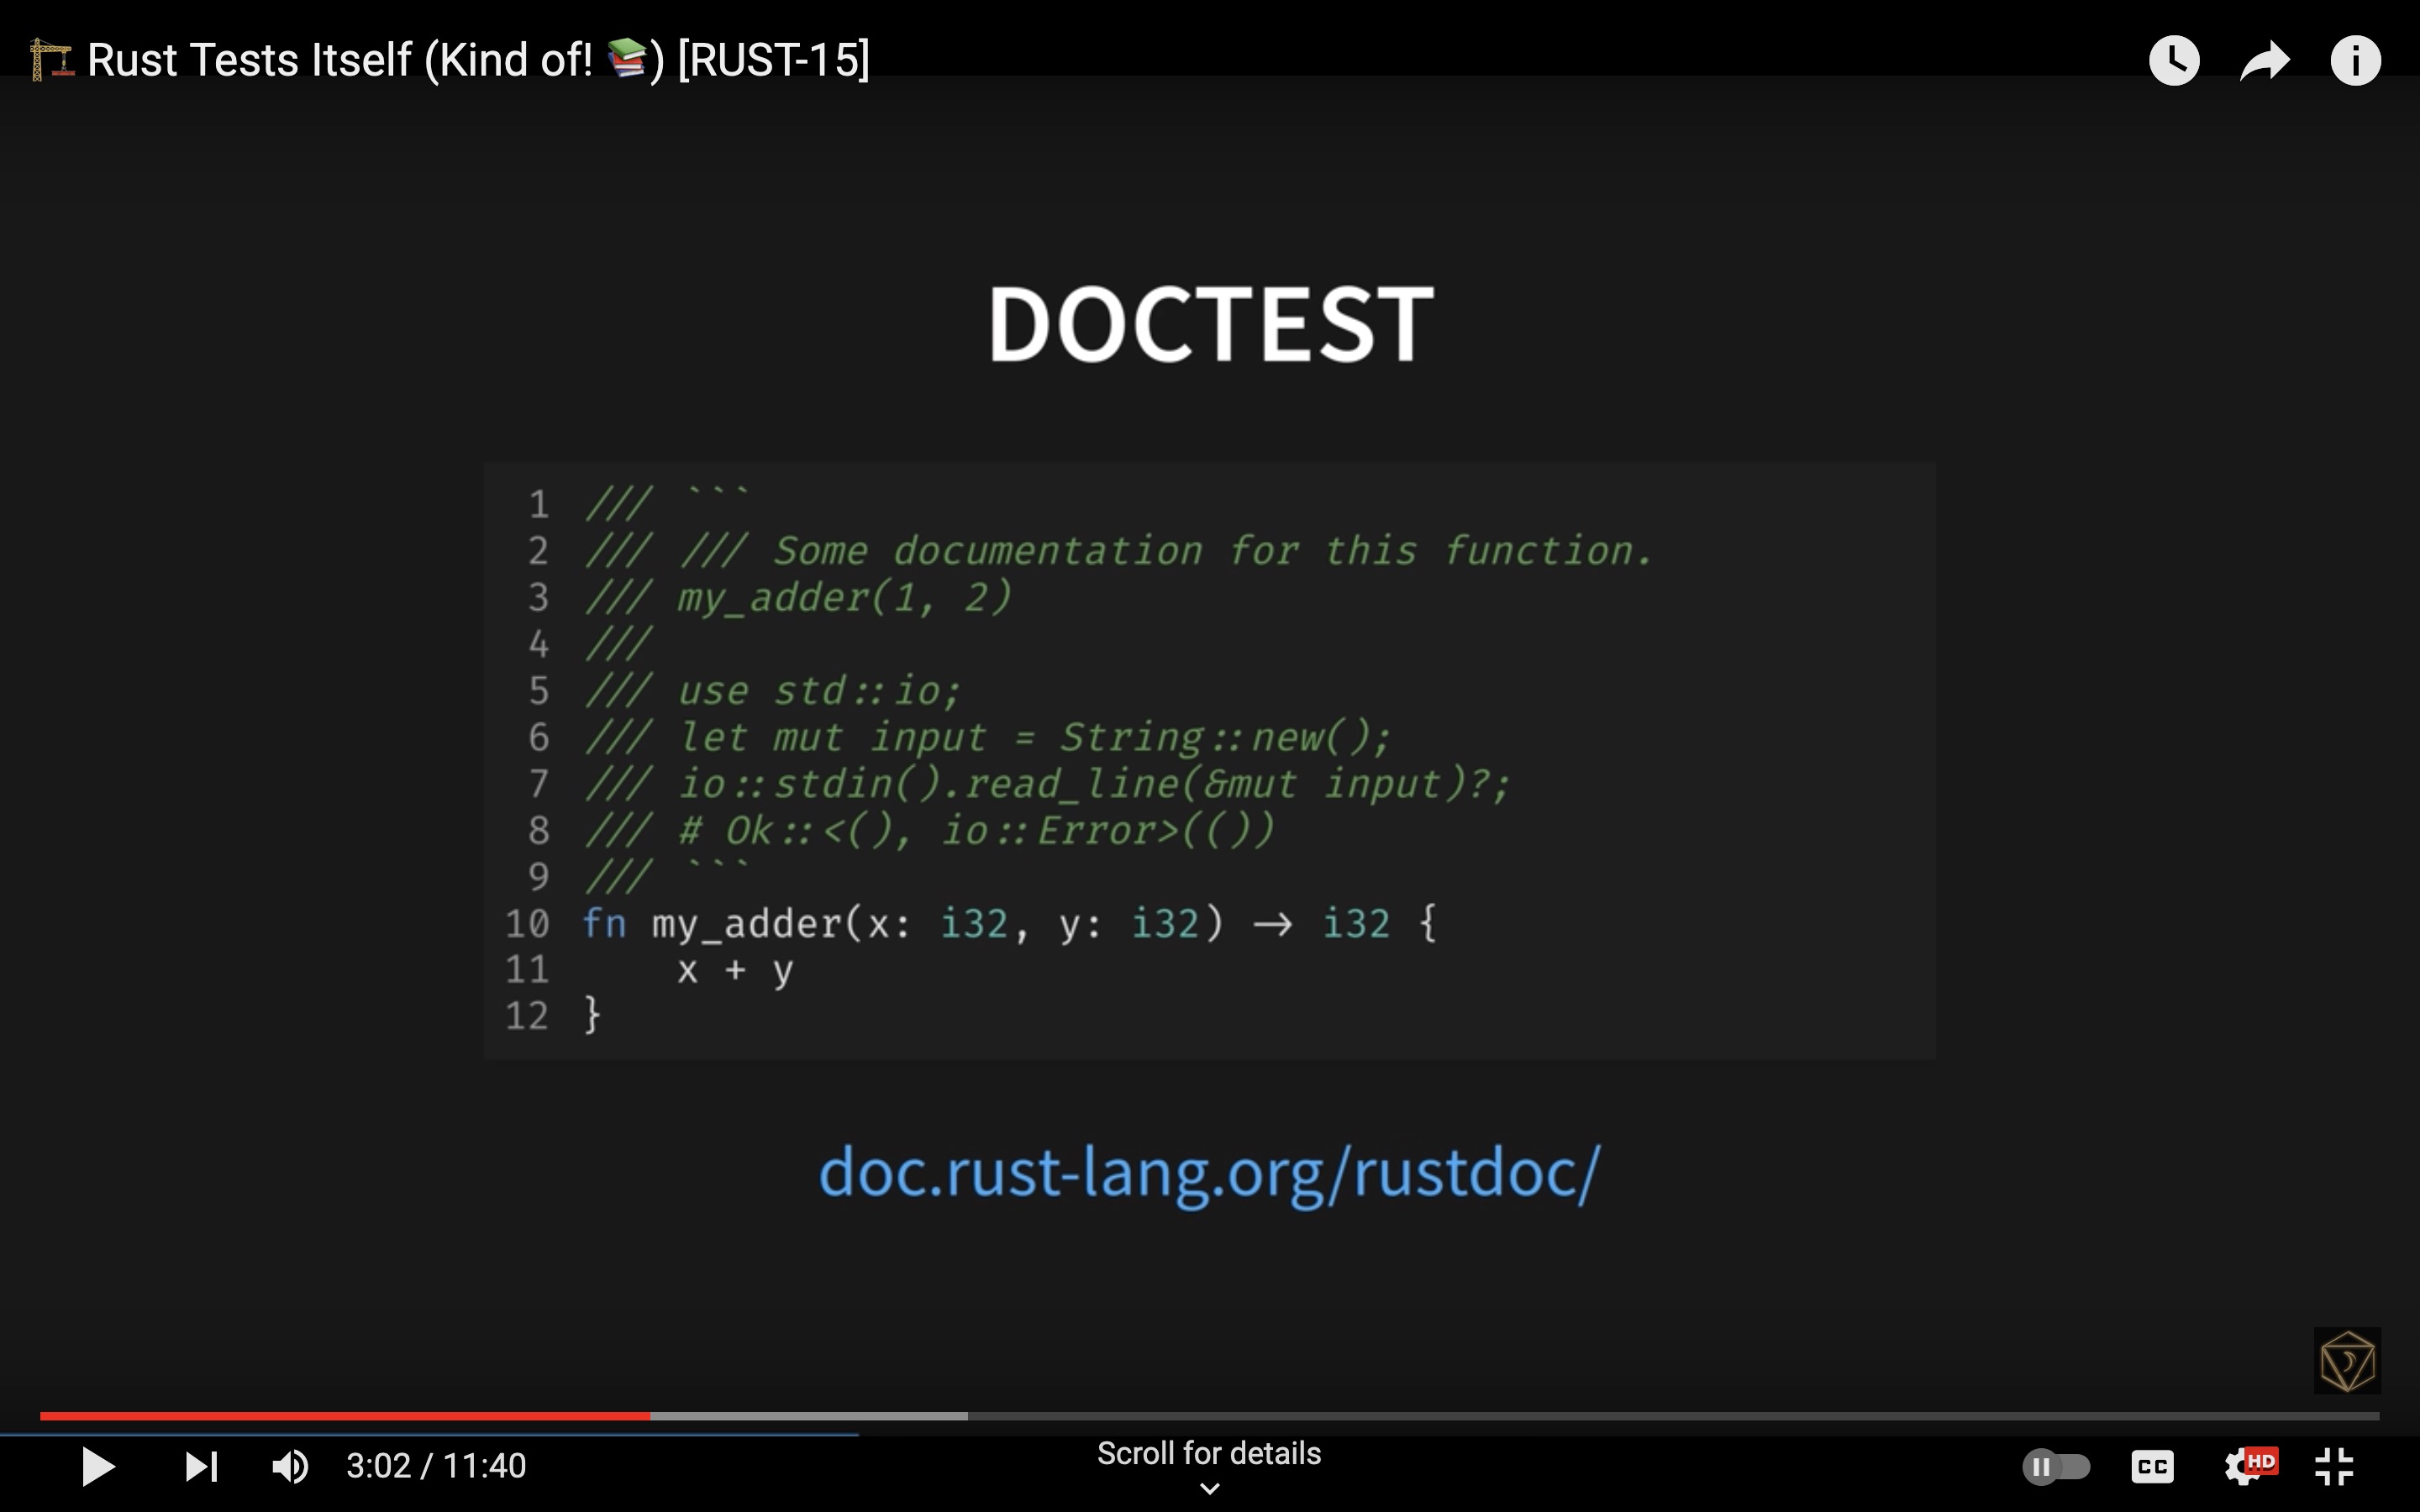 🏗 Rust Tests Itself (Kind of! 📚) [RUST-15]
DOCTEST
1 /// ```
2 /// /// Some documentation for this function.
3 /// my_adder(1, 2)
4 ///
5 /// use std::io;
6 /// let mut input = String::new();
7 /// io::stdin().read_line(&mut input)?;
8 /// # Ok::<(), io::Error>(())
9 /// ```
10 fn my_adder(x: i32, y: i32) -> i32 {
11     x + y
12 }
doc.rust-lang.org/rustdoc/
3:02 / 11:40
Scroll for details
CC
HD